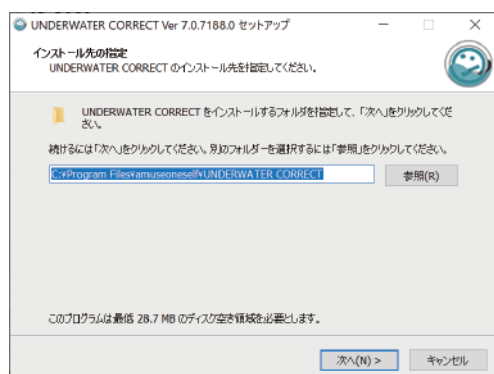 UNDERWATER CORRECT Ver 7.0.7188.0 セットアップ
インストール先の指定
UNDERWATER CORRECT のインストール先を指定してください。
UNDERWATER CORRECT をインストールするフォルダを指定して、「次へ」をクリックしてくだ
さい。
続けるには「次へ」をクリックしてください。別のフォルダーを選択するには「参照」をクリックしてください。
C:¥Program Files¥amuseoneself¥UNDERWATER CORRECT
参照(R)
このプログラムは最低 28.7 MB のディスク空き領域を必要とします。
次へ(N) >
キャンセル